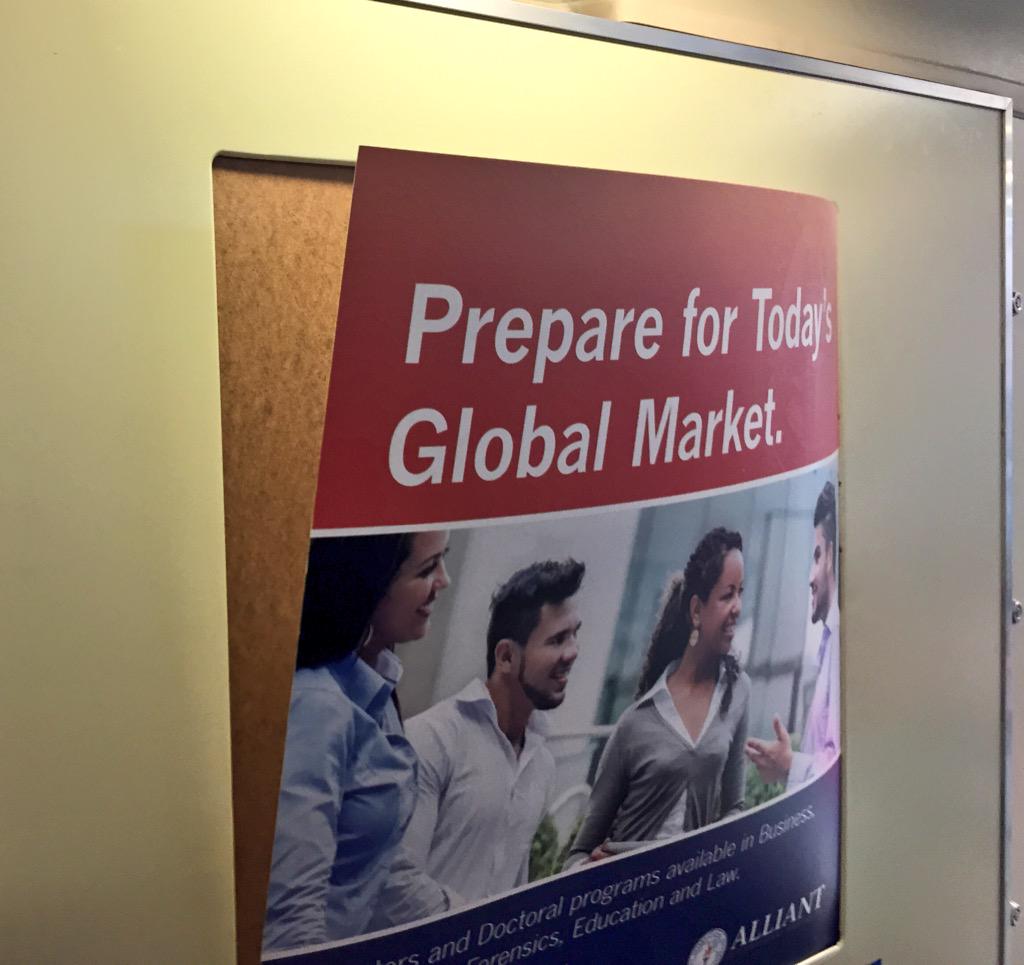 Prepare for Today's
Global Market.
and Doctoral programs available in Business,
Forensics, Education and Law.
ALLIANT